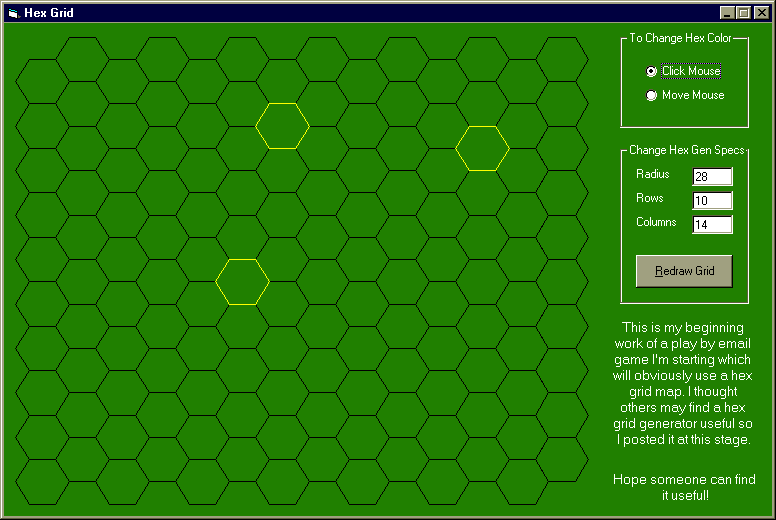 Hex Grid
To Change Hex Color
Click Mouse
Move Mouse
Change Hex Gen Specs
Radius 28
Rows 10
Columns 14
Redraw Grid
This is my beginning
work of a play by email
game I'm starting which
will obviously use a hex
grid map. I thought
others may find a hex
grid generator useful so
I posted it at this stage.
Hope someone can find
it useful!